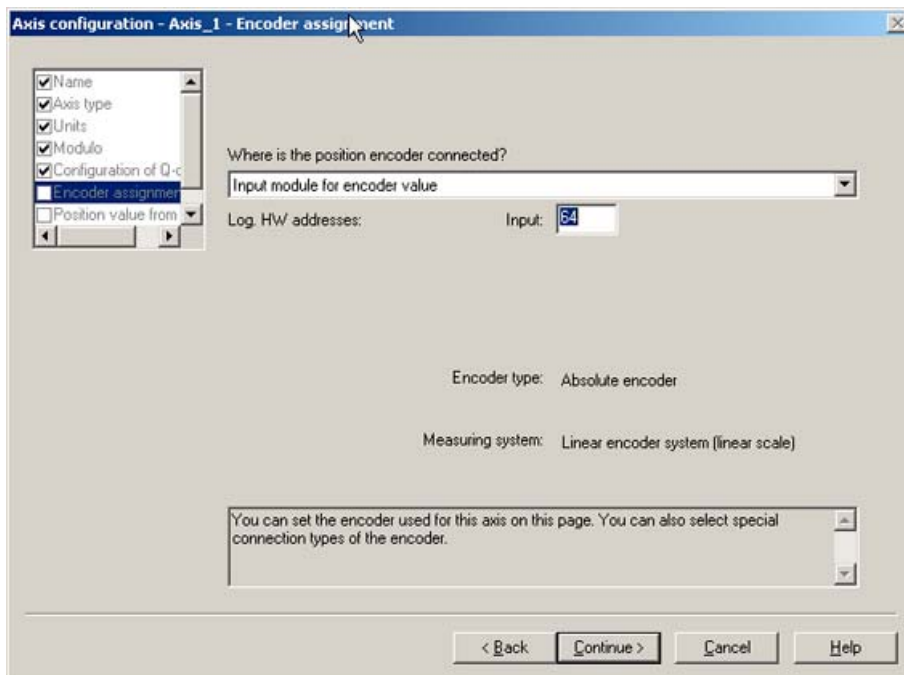 Axis configuration - Axis_1 - Encoder assignment
Name
Axis type
Units
Modulo
Configuration of Q-c
Encoder assignmen
Position value from
Where is the position encoder connected?
Input module for encoder value
Log. HW addresses: Input: 64
Encoder type: Absolute encoder
Measuring system: Linear encoder system (linear scale)
You can set the encoder used for this axis on this page. You can also select special
connection types of the encoder.
< Back Continue > Cancel Help